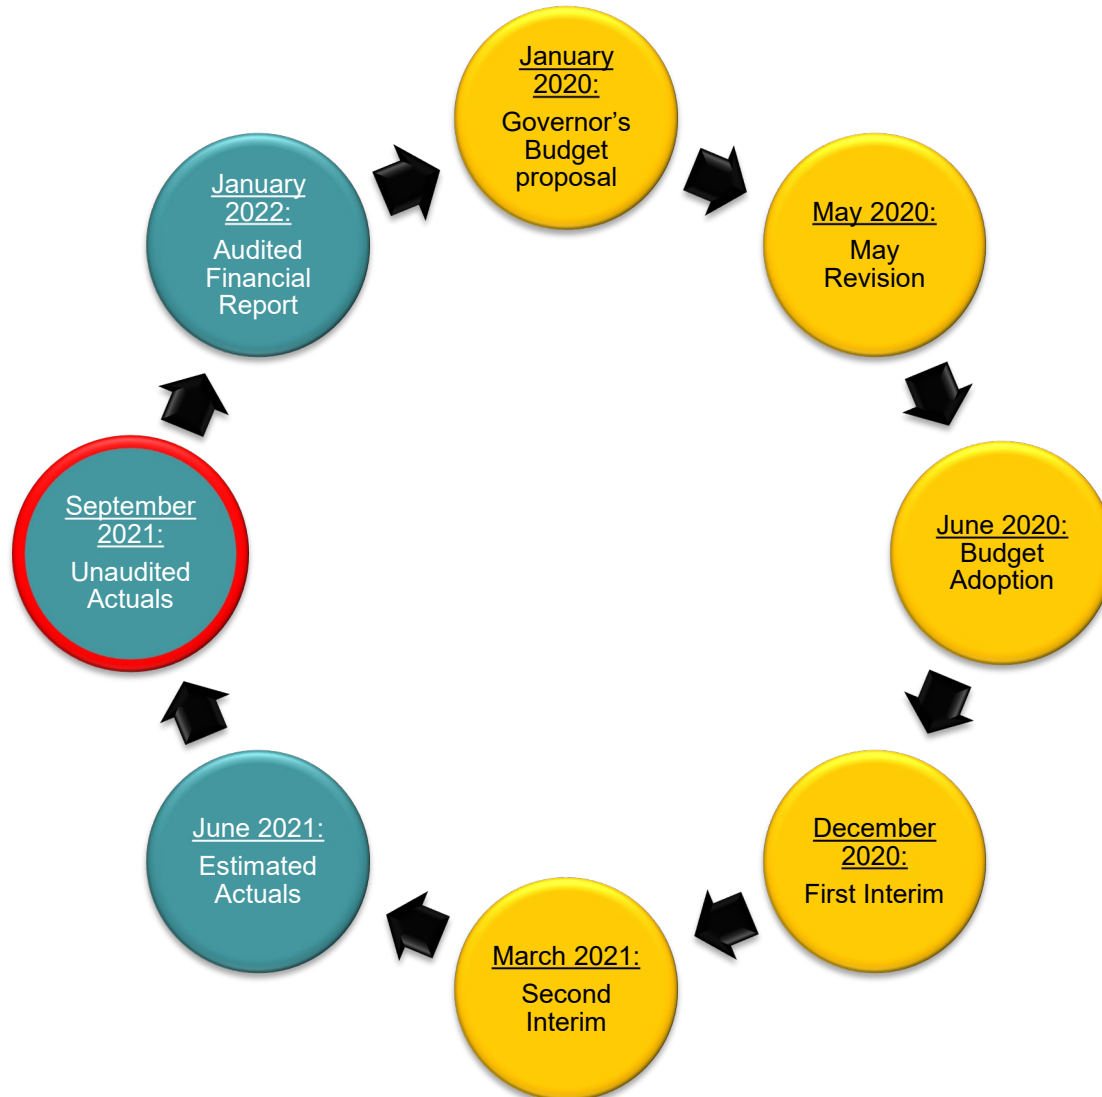 January
2020:
Governor’s
Budget
proposal
May 2020:
May
Revision
June 2020:
Budget
Adoption
December
2020:
First Interim
March 2021:
Second
Interim
June 2021:
Estimated
Actuals
September
2021:
Unaudited
Actuals
January
2022:
Audited
Financial
Report